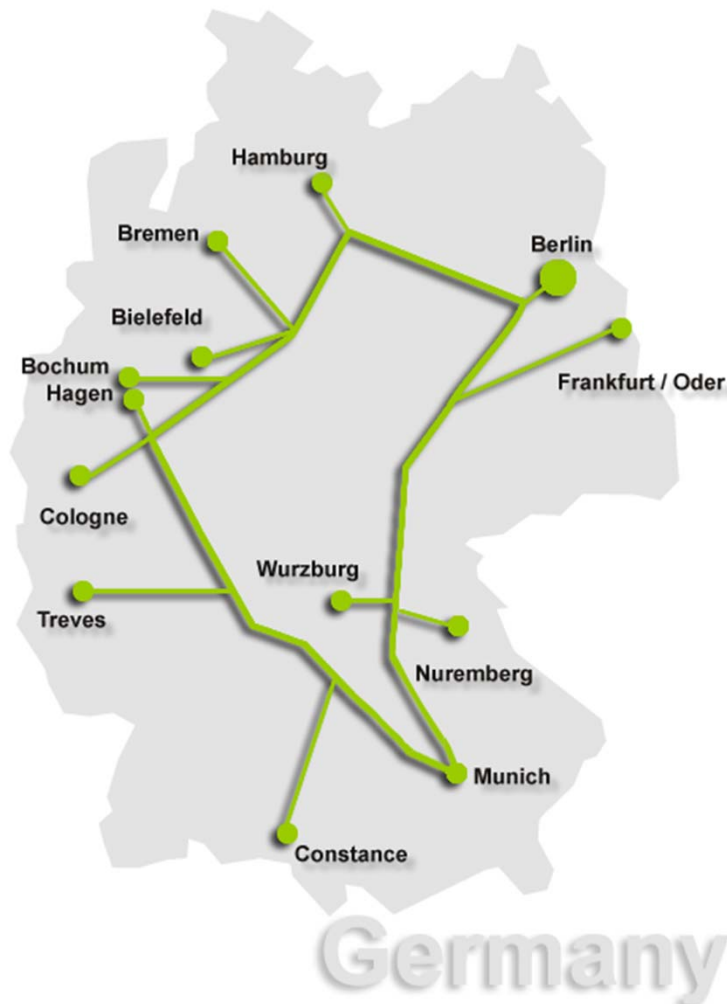 Hamburg
Bremen
Berlin
Bielefeld
Bochum
Hagen
Frankfurt / Oder
Cologne
Wurzburg
Treves
Nuremberg
Munich
Constance
Germany